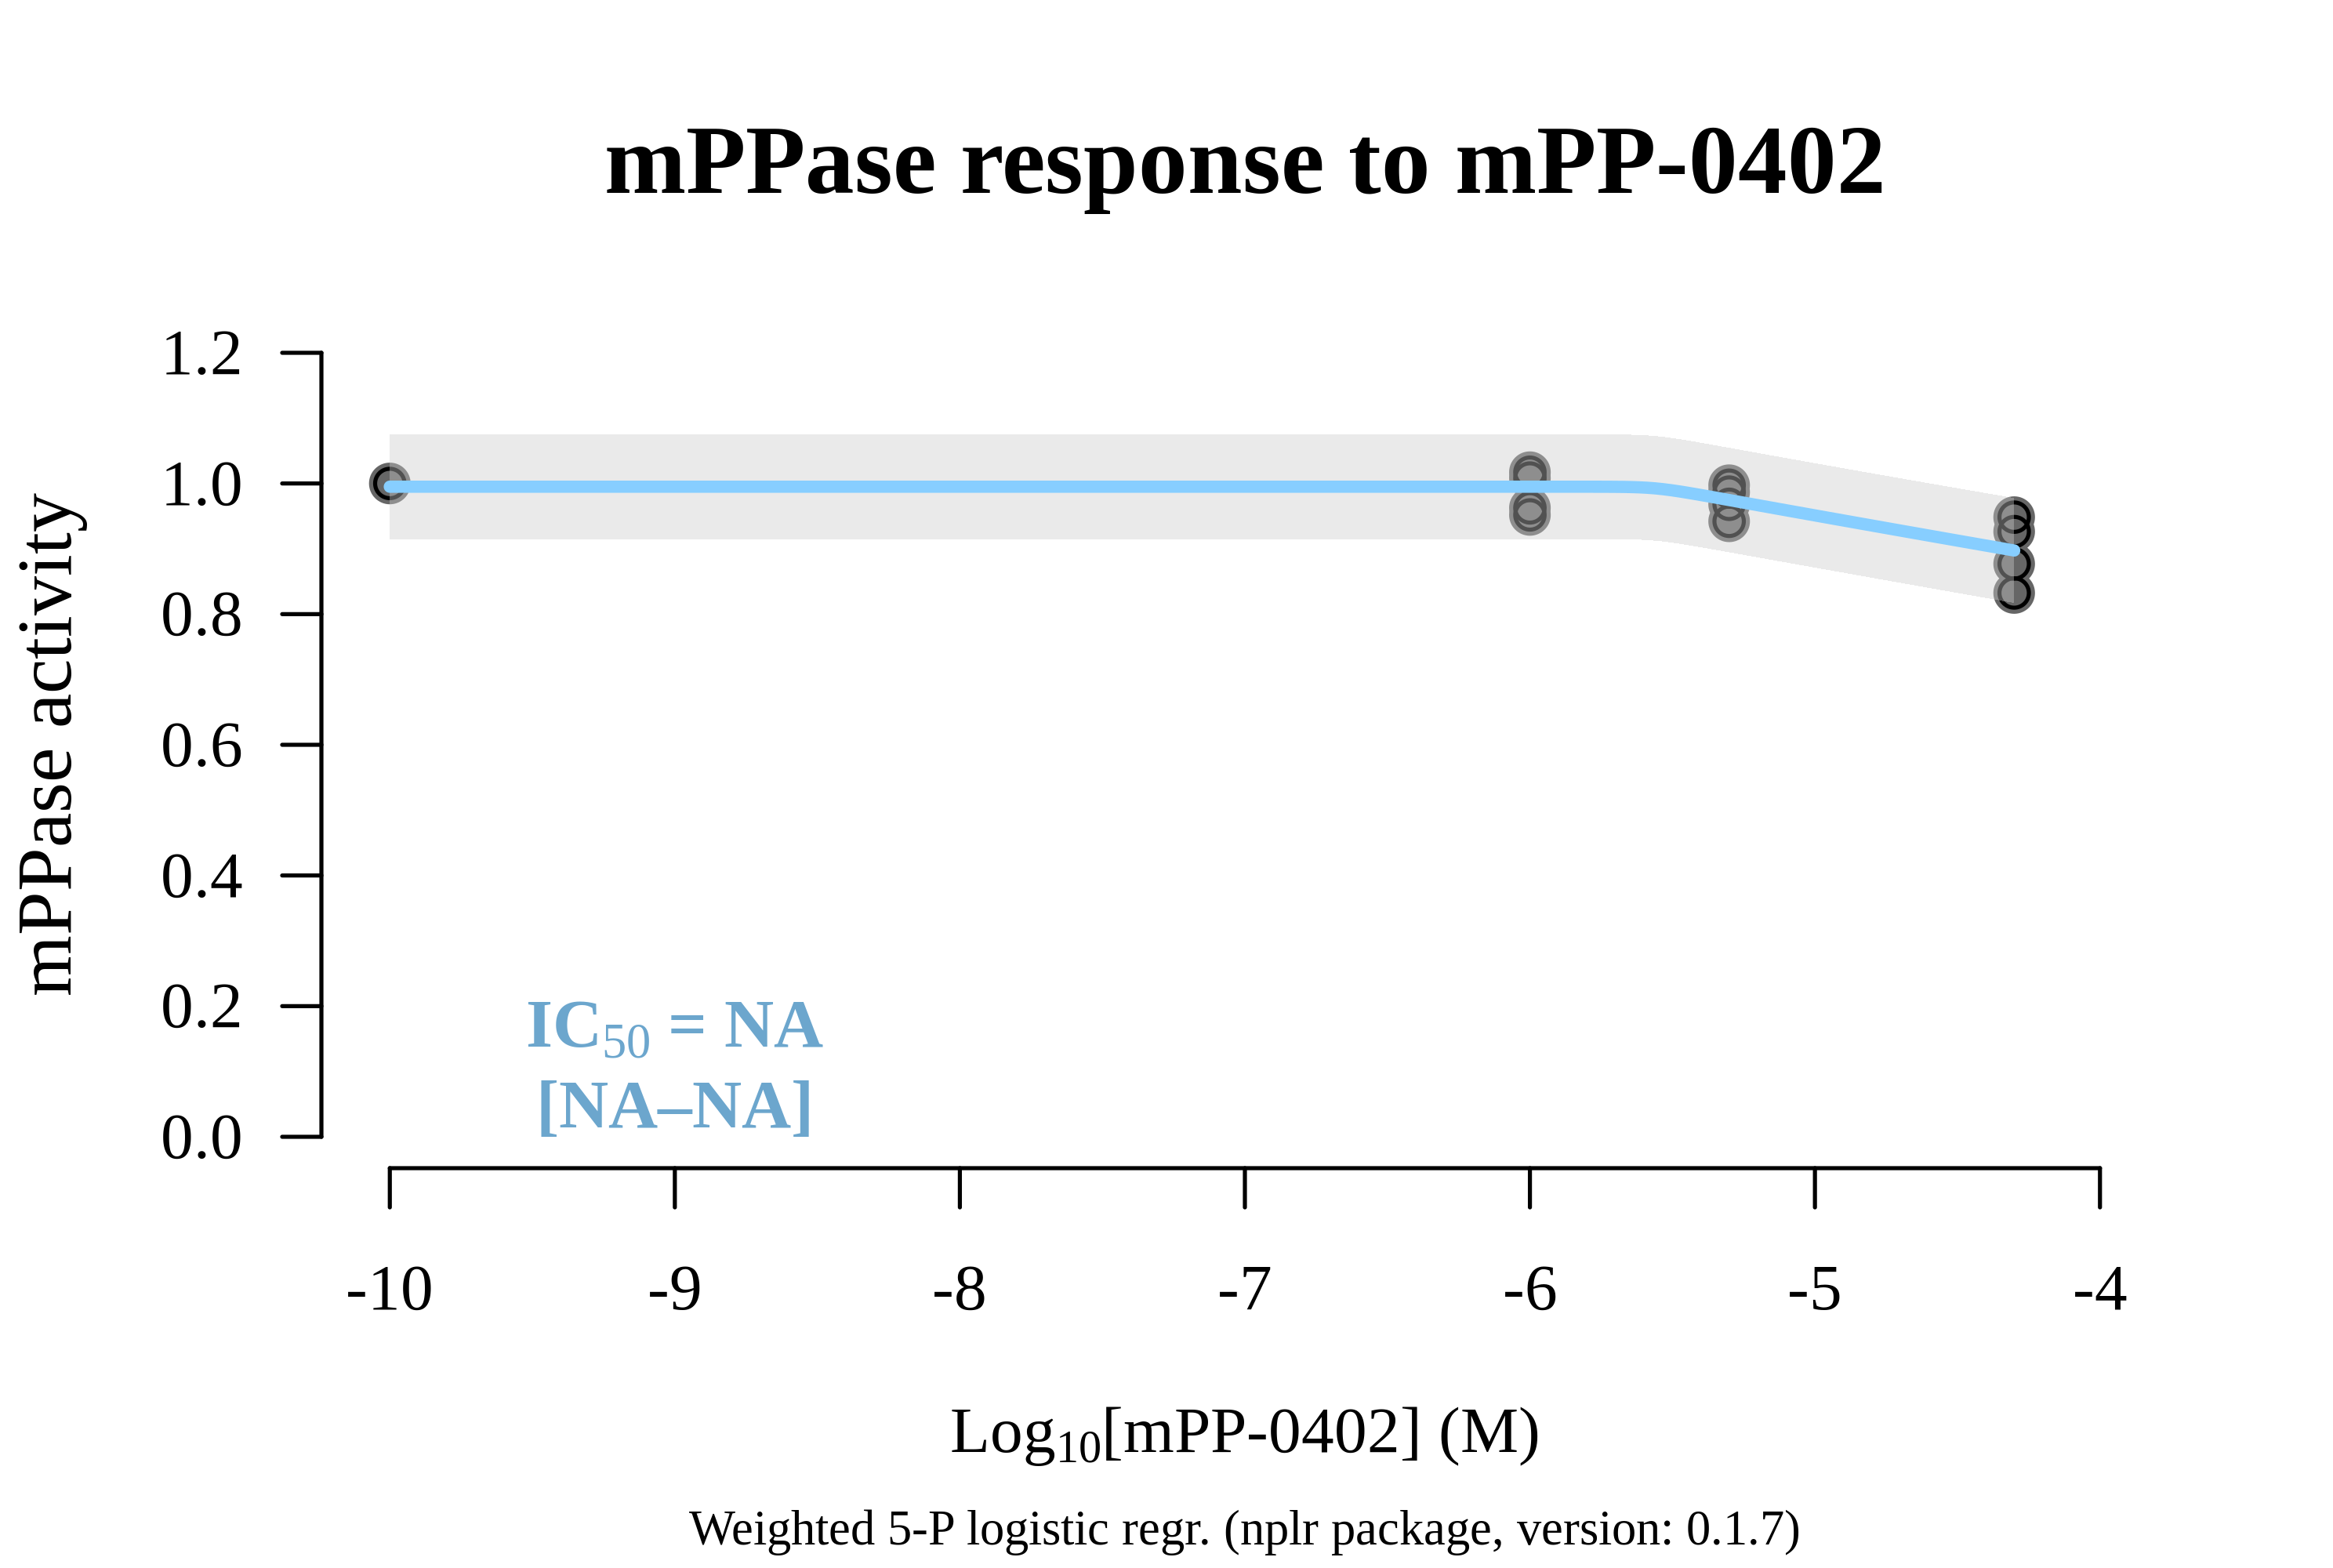 mPPase response to mPP-0402
mPPase activity
1.2
1.0
0.8
0.6
0.4
0.2
0.0
IC50 = NA
[NA–NA]
-10 -9 -8 -7 -6 -5 -4
Log10[mPP-0402] (M)
Weighted 5-P logistic regr. (nplr package, version: 0.1.7)